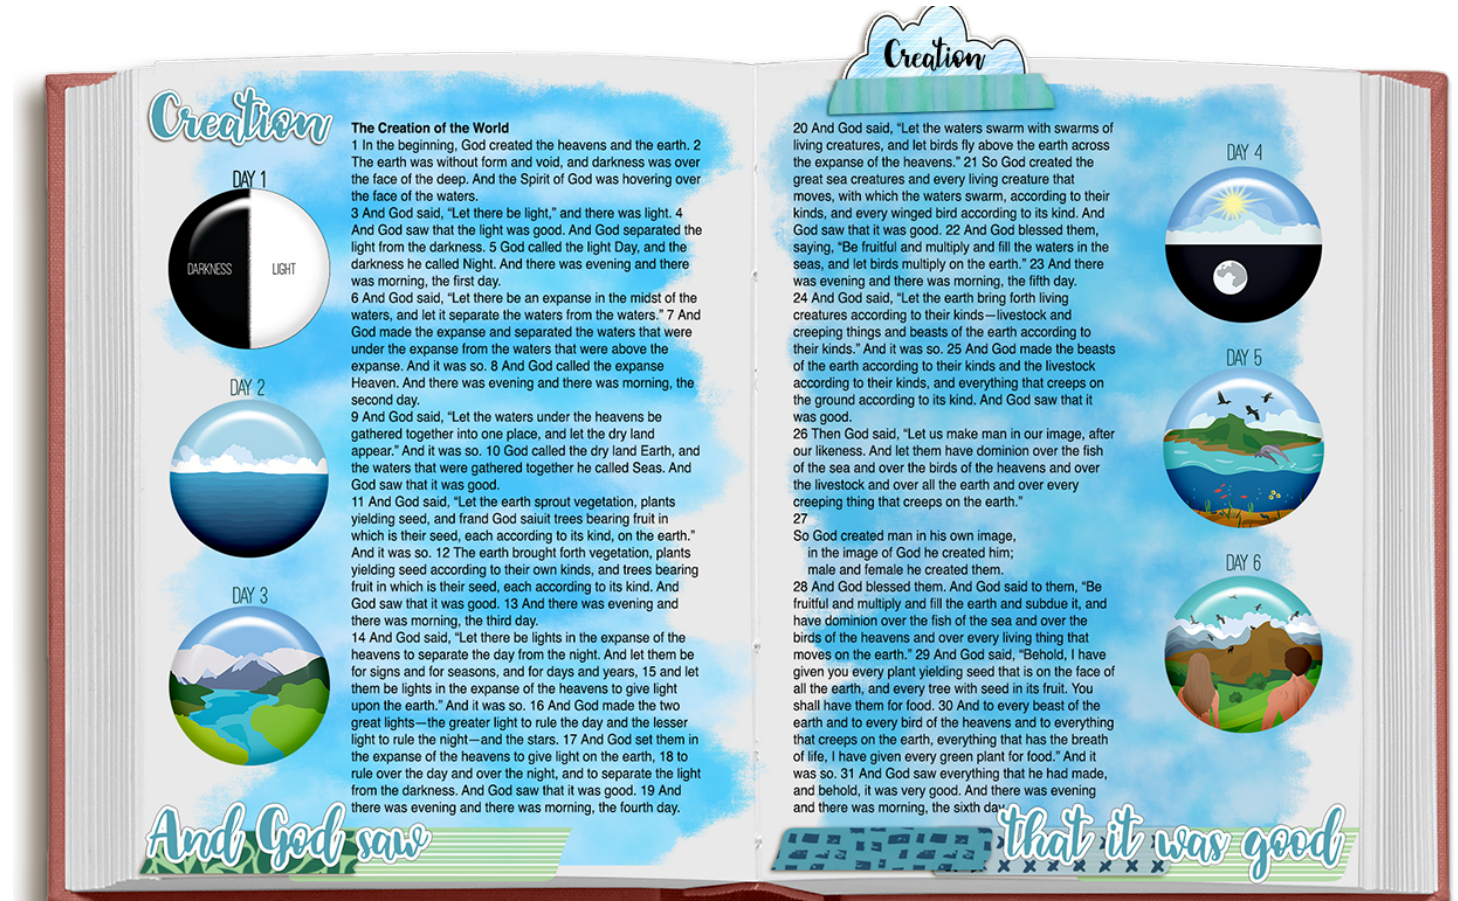 Creation
Creation
DAY 1
DARKNESS
LIGHT
DAY 2
DAY 3
The Creation of the World
1 In the beginning, God created the heavens and the earth. 2
The earth was without form and void, and darkness was over
the face of the deep. And the Spirit of God was hovering over
the face of the waters.
3 And God said, “Let there be light,” and there was light. 4
And God saw that the light was good. And God separated the
light from the darkness. 5 God called the light Day, and the
darkness he called Night. And there was evening and there
was morning, the first day.
6 And God said, “Let there be an expanse in the midst of the
waters, and let it separate the waters from the waters.” 7 And
God made the expanse and separated the waters that were
under the expanse from the waters that were above the
expanse. And it was so. 8 And God called the expanse
Heaven. And there was evening and there was morning, the
second day.
9 And God said, “Let the waters under the heavens be
gathered together into one place, and let the dry land
appear.” And it was so. 10 God called the dry land Earth, and
the waters that were gathered together he called Seas. And
God saw that it was good.
11 And God said, “Let the earth sprout vegetation, plants
yielding seed, and frand God saiuit trees bearing fruit in
which is their seed, each according to its kind, on the earth.”
And it was so. 12 The earth brought forth vegetation, plants
yielding seed according to their own kinds, and trees bearing
fruit in which is their seed, each according to its kind. And
God saw that it was good. 13 And there was evening and
there was morning, the third day.
14 And God said, “Let there be lights in the expanse of the
heavens to separate the day from the night. And let them be
for signs and for seasons, and for days and years, 15 and let
them be lights in the expanse of the heavens to give light
upon the earth.” And it was so. 16 And God made the two
great lights—the greater light to rule the day and the lesser
light to rule the night—and the stars. 17 And God set them in
the expanse of the heavens to give light on the earth, 18 to
rule over the day and over the night, and to separate the light
from the darkness. And God saw that it was good. 19 And
there was evening and there was morning, the fourth day.
And God saw
20 And God said, “Let the waters swarm with swarms of
living creatures, and let birds fly above the earth across
the expanse of the heavens.” 21 So God created the
great sea creatures and every living creature that
moves, with which the waters swarm, according to their
kinds, and every winged bird according to its kind. And
God saw that it was good. 22 And God blessed them,
saying, “Be fruitful and multiply and fill the waters in the
seas, and let birds multiply on the earth.” 23 And there
was evening and there was morning, the fifth day.
24 And God said, “Let the earth bring forth living
creatures according to their kinds—livestock and
creeping things and beasts of the earth according to
their kinds.” And it was so. 25 And God made the beasts
of the earth according to their kinds and the livestock
according to their kinds, and everything that creeps on
the ground according to its kind. And God saw that it
was good.
26 Then God said, “Let us make man in our image, after
our likeness. And let them have dominion over the fish
of the sea and over the birds of the heavens and over
the livestock and over all the earth and over every
creeping thing that creeps on the earth.”
27
So God created man in his own image,
in the image of God he created him;
male and female he created them.
28 And God blessed them. And God said to them, “Be
fruitful and multiply and fill the earth and subdue it, and
have dominion over the fish of the sea and over the
birds of the heavens and over every living thing that
moves on the earth.” 29 And God said, “Behold, I have
given you every plant yielding seed that is on the face of
all the earth, and every tree with seed in its fruit. You
shall have them for food. 30 And to every beast of the
earth and to every bird of the heavens and to everything
that creeps on the earth, everything that has the breath
of life, I have given every green plant for food.” And it
was so. 31 And God saw everything that he had made,
and behold, it was very good. And there was evening
and there was morning, the sixth day
DAY 4
DAY 5
DAY 6
that it was good